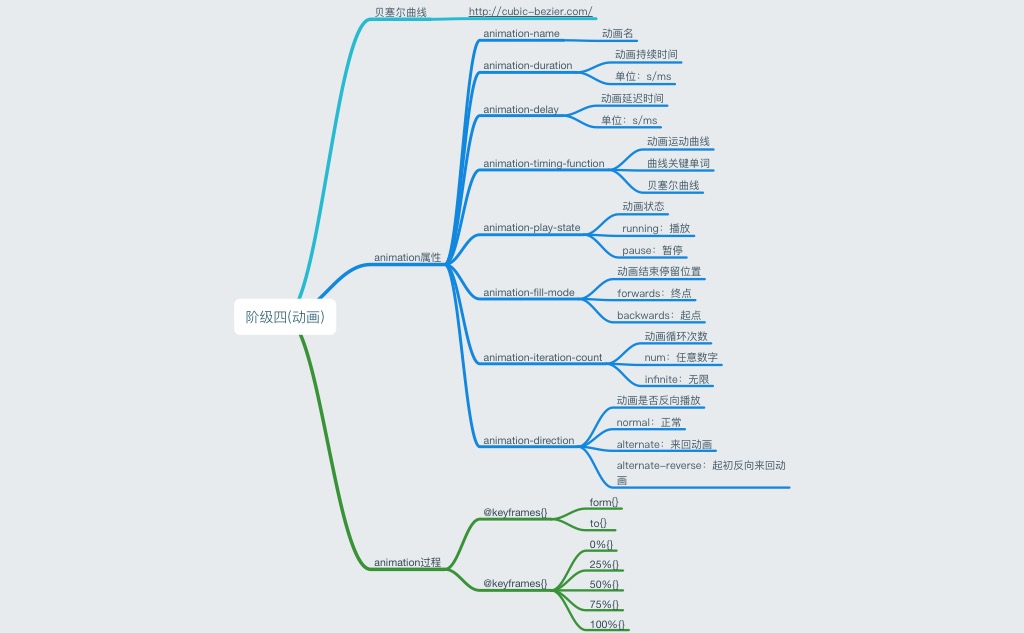 贝塞尔曲线
http://cubic-bezier.com/
animation-name
动画名
animation-duration
动画持续时间
单位：s/ms
animation-delay
动画延迟时间
单位：s/ms
animation-timing-function
动画运动曲线
曲线关键单词
贝塞尔曲线
animation-play-state
动画状态
running：播放
pause：暂停
animation属性
animation-fill-mode
动画结束停留位置
forwards：终点
backwards：起点
阶级四(动画)
animation-iteration-count
动画循环次数
num：任意数字
infinite：无限
animation-direction
动画是否反向播放
normal：正常
alternate：来回动画
alternate-reverse：起初反向来回动
画
animation过程
@keyframes{}
form{}
to{}
@keyframes{}
0%{}
25%{}
50%{}
75%{}
100%{}